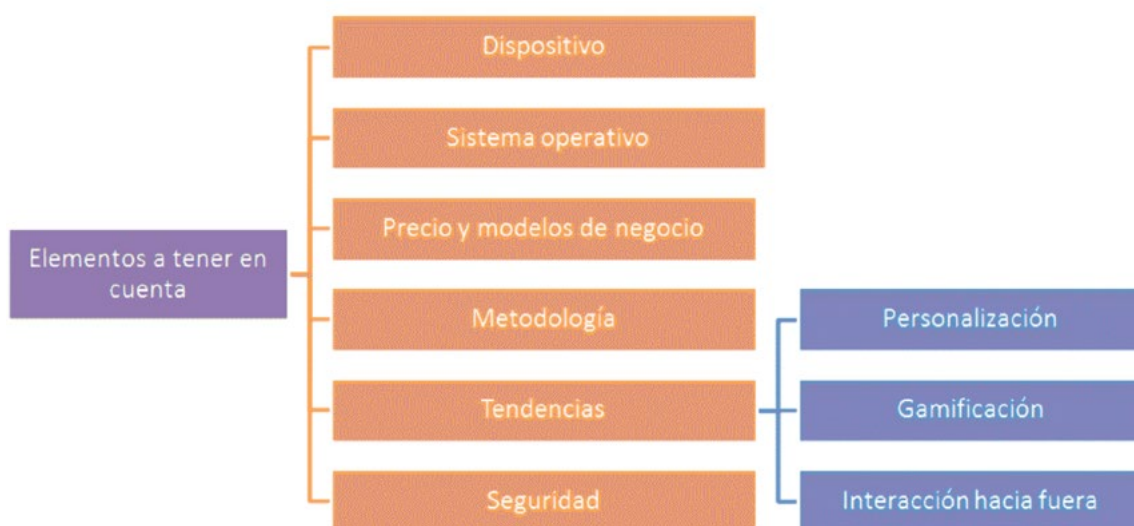 Dispositivo
Sistema operativo
Precio y modelos de negocio
Elementos a tener en
cuenta
Metodología
Personalización
Tendencias
Gamificación
Seguridad
Interacción hacia fuera